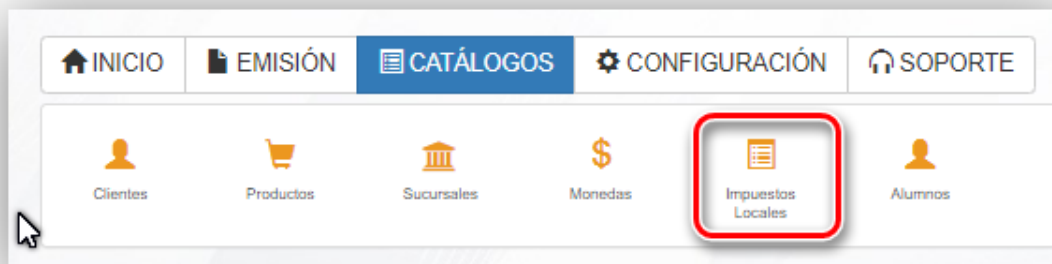 INICIO EMISIÓN CATÁLOGOS CONFIGURACIÓN SOPORTE
Clientes Productos Sucursales Monedas Impuestos Alumnos
Locales